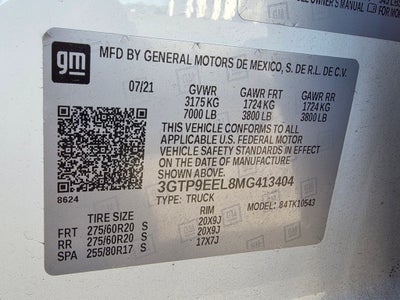 LE OWNER'S MANUAL
gm
MFD BY GENERAL MOTORS DE MEXICO, S. DE R.L. DE C.V.
07/21 GVWR GAWR FRT GAWR RR
3175 KG 1724 KG 1724 KG
7000 LB 3800 LB 3800 LB
THIS VEHICLE CONFORMS TO ALL
APPLICABLE U.S. FEDERAL MOTOR
VEHICLE SAFETY STANDARDS IN EFFECT
ON THE DATE OF MANUFACTURE
SHOWN ABOVE.
3GTP9EEL8MG413404
8624
TYPE: TRUCK MODEL: 84TK10543
TIRE SIZE RIM
FRT 275/60R20 S 20X9J
RR 275/60R20 S 20X9J
SPA 255/80R17 S 17X7J